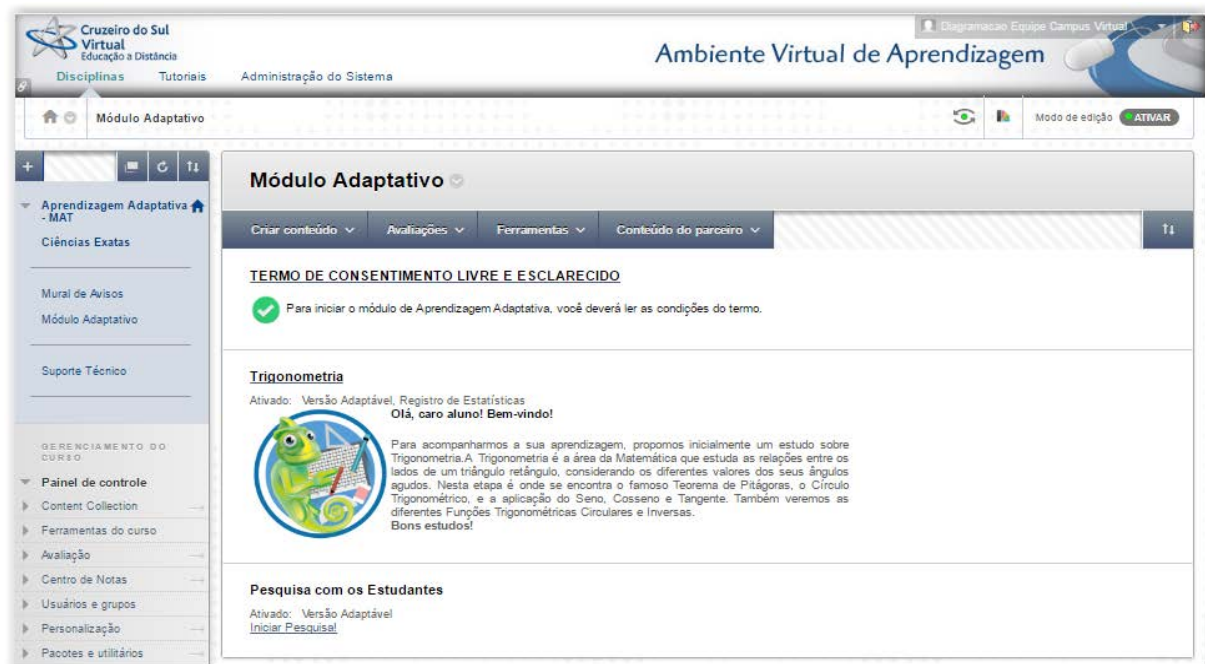 Cruzeiro do Sul
Virtual
Educação a Distância
Diagramacao Equipe Campus Virtual
Ambiente Virtual de Aprendizagem
Disciplinas Tutoriais Administração do Sistema
Módulo Adaptativo
Modo de edição ATIVAR
Aprendizagem Adaptativa
- MAT
Ciências Exatas
Mural de Avisos
Módulo Adaptativo
Suporte Técnico
GERENCIAMENTO DO
CURSO
Painel de controle
Content Collection
Ferramentas do curso
Avaliação
Centro de Notas
Usuários e grupos
Personalização
Pacotes e utilitários
Módulo Adaptativo
Criar conteúdo Avaliações Ferramentas Conteúdo do parceiro
TERMO DE CONSENTIMENTO LIVRE E ESCLARECIDO
Para iniciar o módulo de Aprendizagem Adaptativa, você deverá ler as condições do termo.
Trigonometria
Ativado: Versão Adaptável, Registro de Estatísticas
Olá, caro aluno! Bem-vindo!
Para acompanharmos a sua aprendizagem, propomos inicialmente um estudo sobre
Trigonometria.A Trigonometria é a área da Matemática que estuda as relações entre os
lados de um triângulo retângulo, considerando os diferentes valores dos seus ângulos
agudos. Nesta etapa é onde se encontra o famoso Teorema de Pitágoras, o Círculo
Trigonométrico, e a aplicação do Seno, Cosseno e Tangente. Também veremos as
diferentes Funções Trigonométricas Circulares e Inversas.
Bons estudos!
Pesquisa com os Estudantes
Ativado: Versão Adaptável
Iniciar Pesquisa!